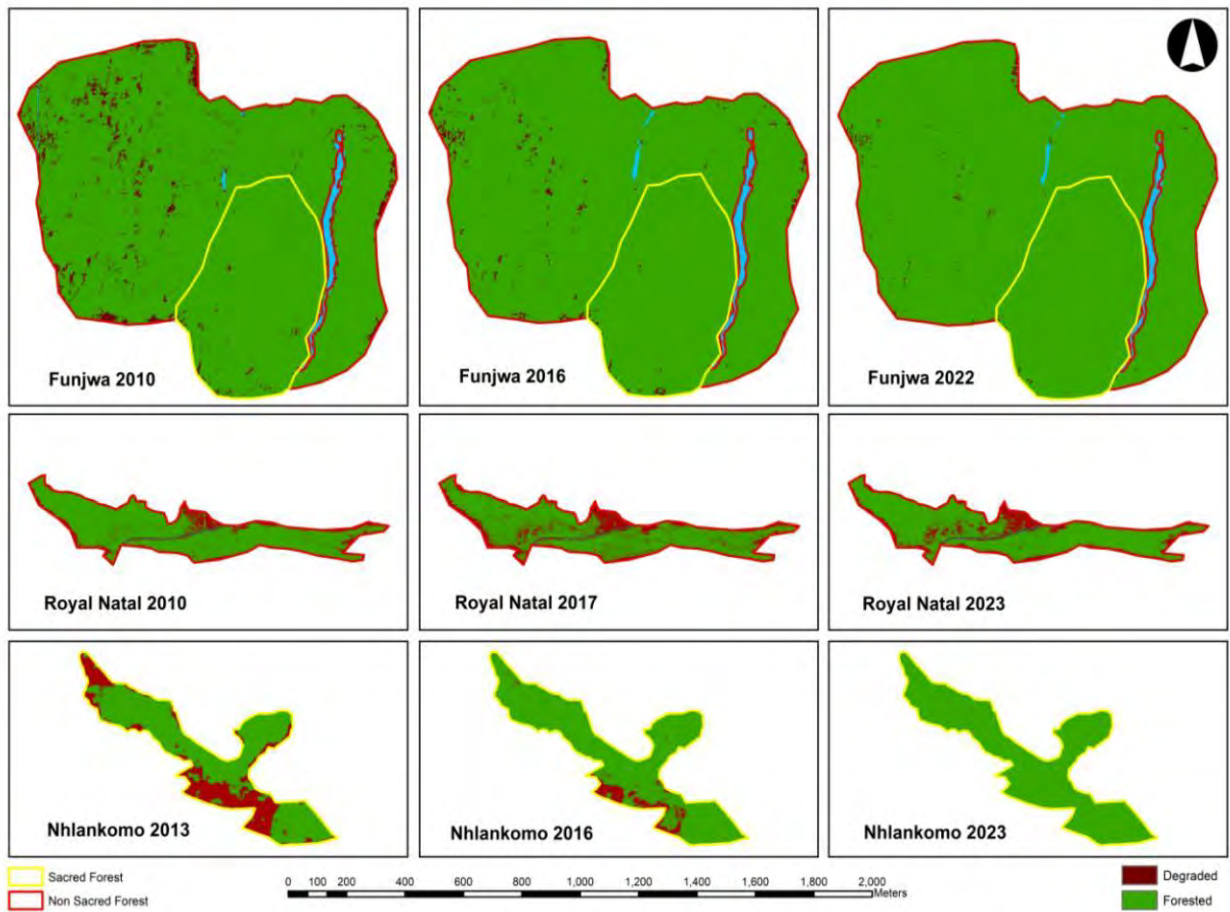 Funjwa 2010
Funjwa 2016
Funjwa 2022
Royal Natal 2010
Royal Natal 2017
Royal Natal 2023
Nhlankomo 2013
Nhlankomo 2016
Nhlankomo 2023
Sacred Forest
Non Sacred Forest
0 100 200 400 600 800 1,000 1,200 1,400 1,600 1,800 2,000
Meters
Degraded
Forested